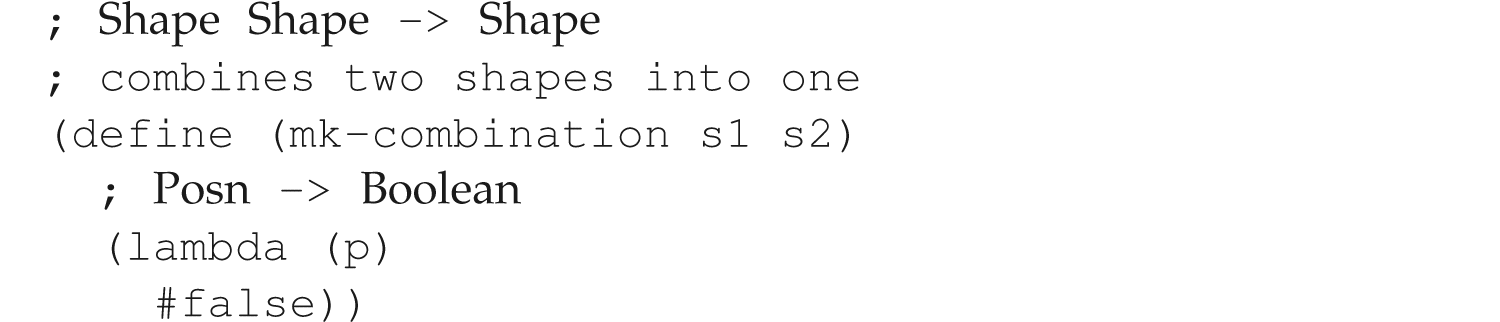 ; Shape Shape -> Shape
; combines two shapes into one
(define (mk-combination s1 s2)
; Posn -> Boolean
(lambda (p)
#false))